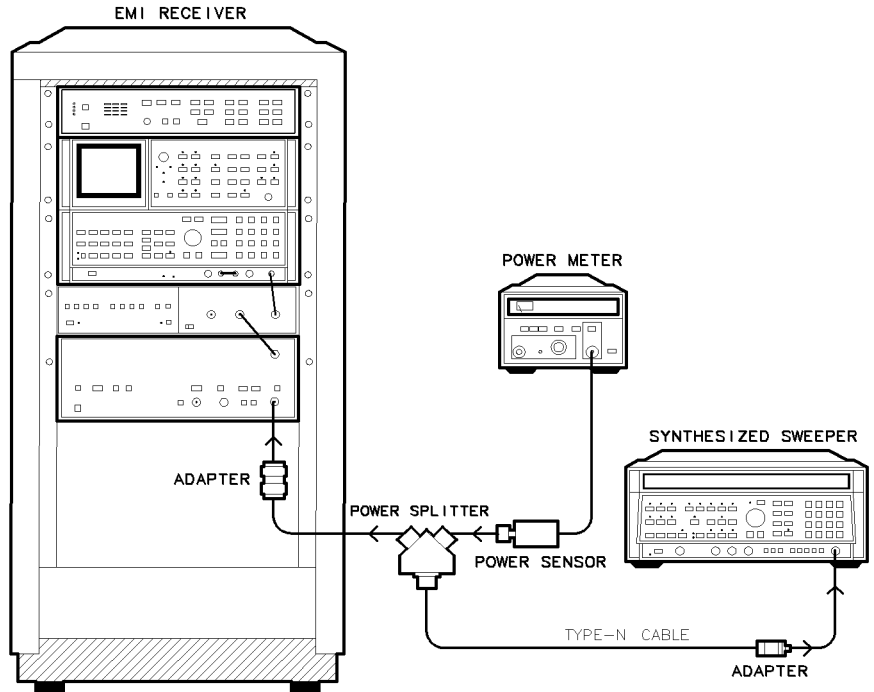 EMI RECEIVER
POWER METER
SYNTHESIZED SWEEPER
ADAPTER
POWER SPLITTER
POWER SENSOR
TYPE-N CABLE
ADAPTER